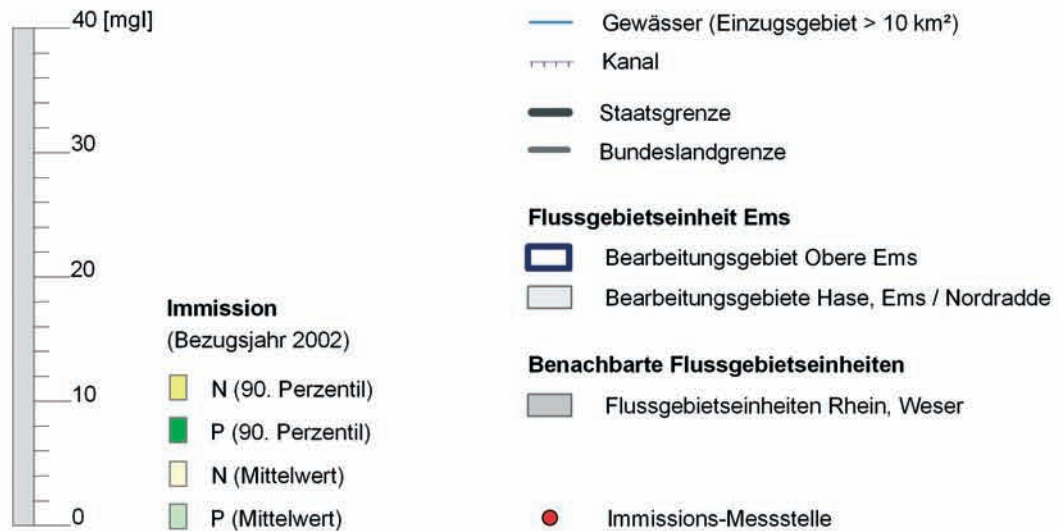 40 [mgl]
30
20
10
0
Immission
(Bezugsjahr 2002)
N (90. Perzentil)
P (90. Perzentil)
N (Mittelwert)
P (Mittelwert)
Gewässer (Einzugsgebiet > 10 km²)
Kanal
Staatsgrenze
Bundeslandgrenze
Flussgebietseinheit Ems
Bearbeitungsgebiet Obere Ems
Bearbeitungsgebiete Hase, Ems / Nordradde
Benachbarte Flussgebietseinheiten
Flussgebietseinheiten Rhein, Weser
Immissions-Messstelle